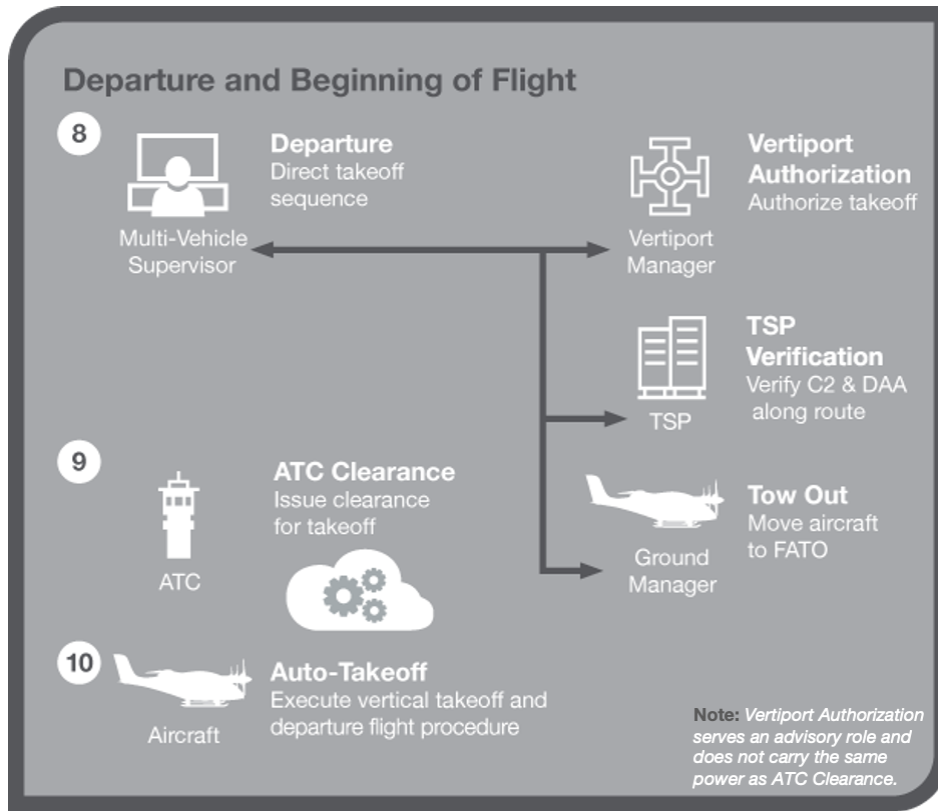 Departure and Beginning of Flight
8
Departure
Direct takeoff
sequence
Multi-Vehicle
Supervisor
Vertiport
Authorization
Authorize takeoff
Vertiport
Manager
TSP
Verification
Verify C2 & DAA
along route
TSP
9
ATC Clearance
Issue clearance
for takeoff
ATC
Tow Out
Move aircraft
to FATO
Ground
Manager
10
Auto-Takeoff
Execute vertical takeoff and
departure flight procedure
Aircraft
Note: Vertiport Authorization
serves an advisory role and
does not carry the same
power as ATC Clearance.